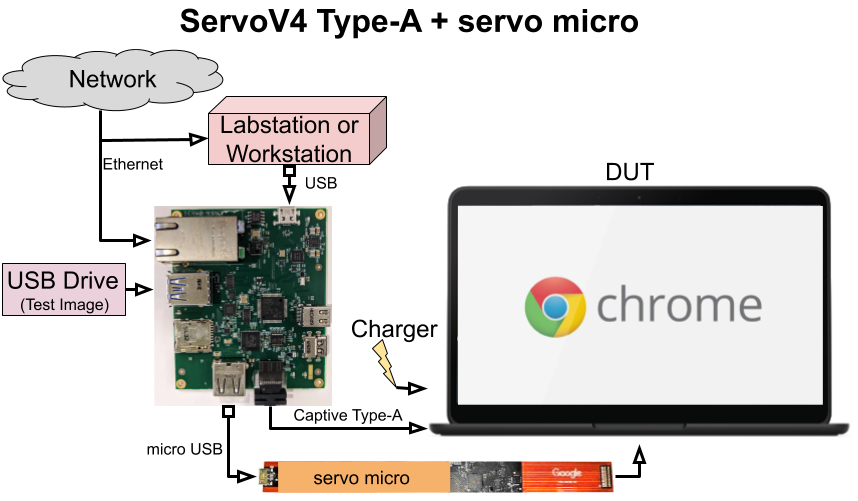 ServoV4 Type-A + servo micro
Network
Labstation or
Workstation
Ethernet
USB
DUT
USB Drive
(Test Image)
chrome
Charger
Captive Type-A
micro USB
servo micro
Google